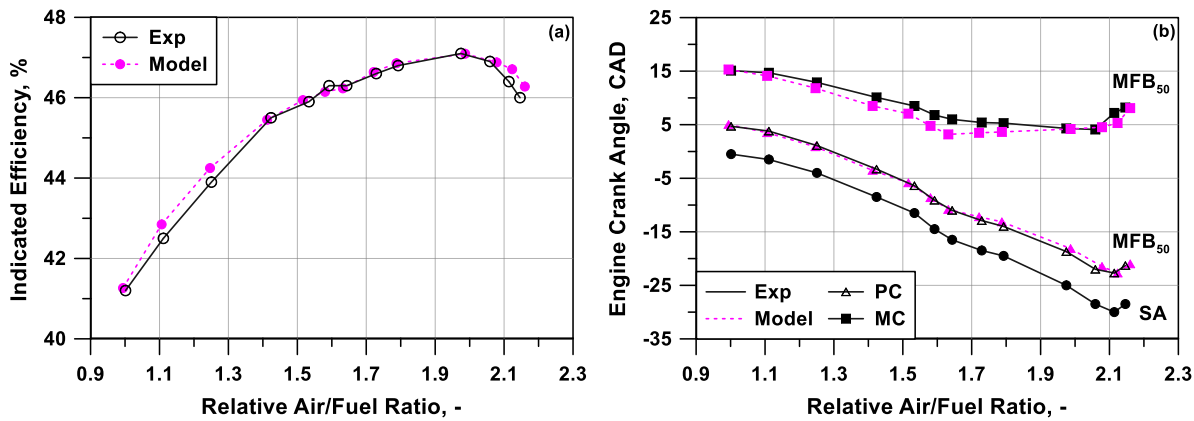 (a)
Exp
Model
48
46
44
42
40
Indicated Efficiency, %
0.9 1.1 1.3 1.5 1.7 1.9 2.1 2.3
Relative Air/Fuel Ratio, -
(b)
25
15
5
-5
-15
-25
-35
Engine Crank Angle, CAD
MFB50
MFB50
SA
Exp PC
Model MC
0.9 1.1 1.3 1.5 1.7 1.9 2.1 2.3
Relative Air/Fuel Ratio, -